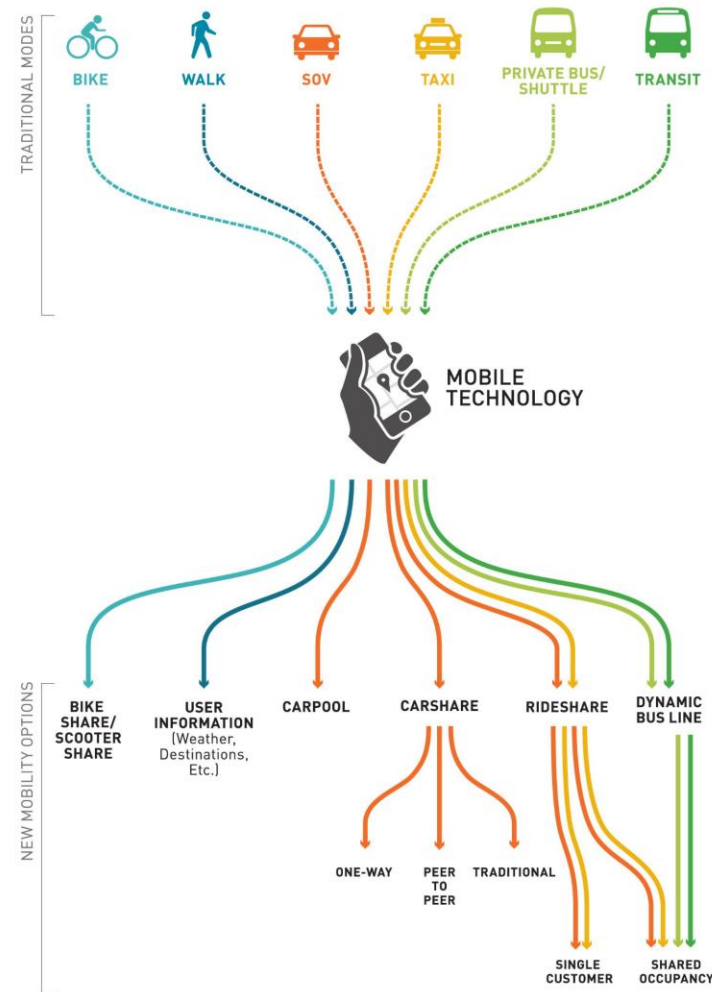 TRADITIONAL MODES
BIKE
WALK
SOV
TAXI
PRIVATE BUS/
SHUTTLE
TRANSIT
MOBILE
TECHNOLOGY
NEW MOBILITY OPTIONS
BIKE
SHARE/
SCOOTER
SHARE
USER
INFORMATION
(Weather,
Destinations,
Etc.)
CARPOOL
CARSHARE
RIDESHARE
DYNAMIC
BUS LINE
ONE-WAY
PEER
TO
PEER
TRADITIONAL
SINGLE
CUSTOMER
SHARED
OCCUPANCY